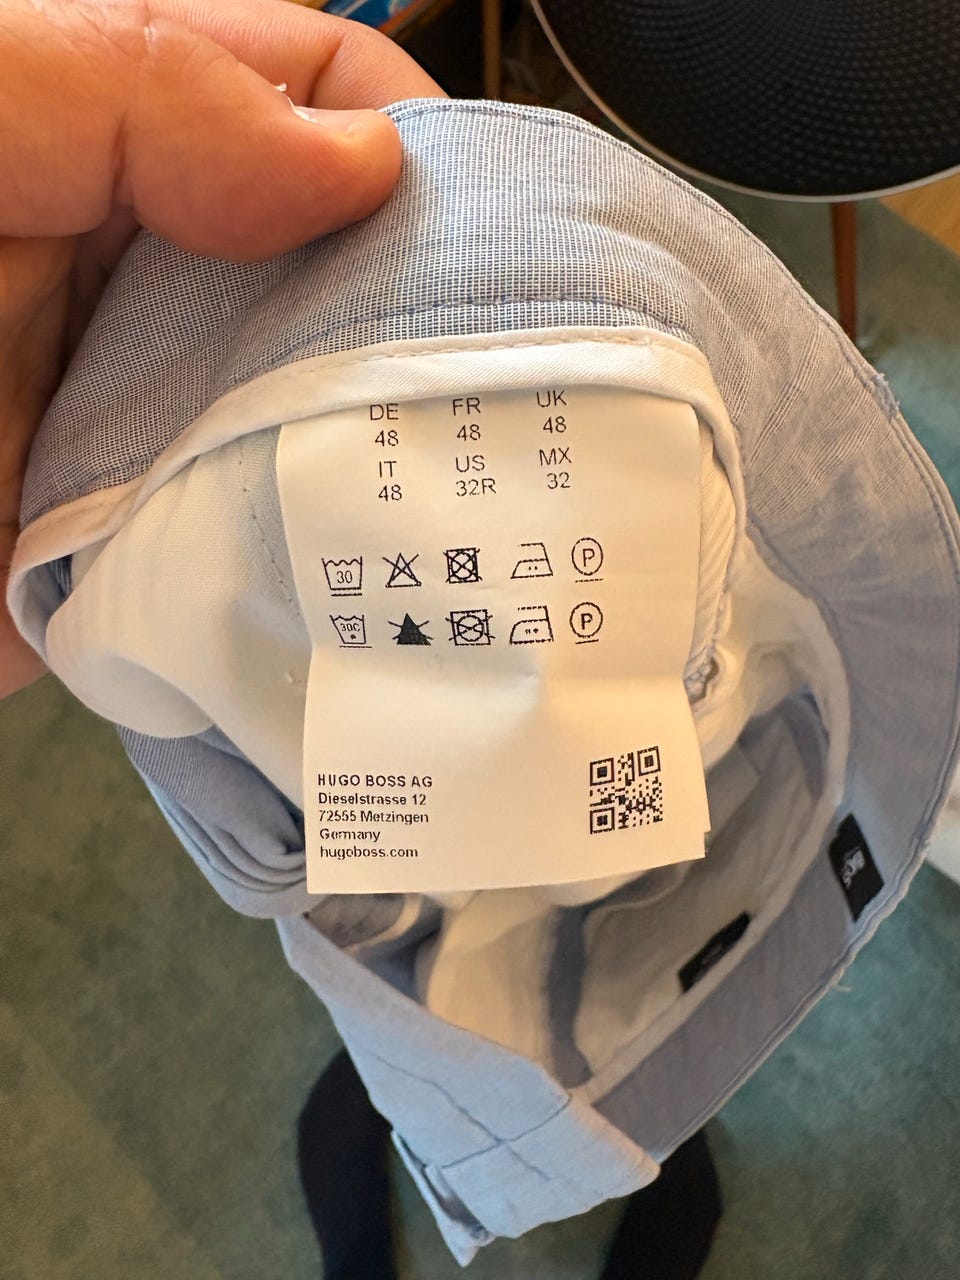 DE FR UK
48 48 48
IT US MX
48 32R 32
30 P
30C P
HUGO BOSS AG
Dieselstrasse 12
72555 Metzingen
Germany
hugoboss.com